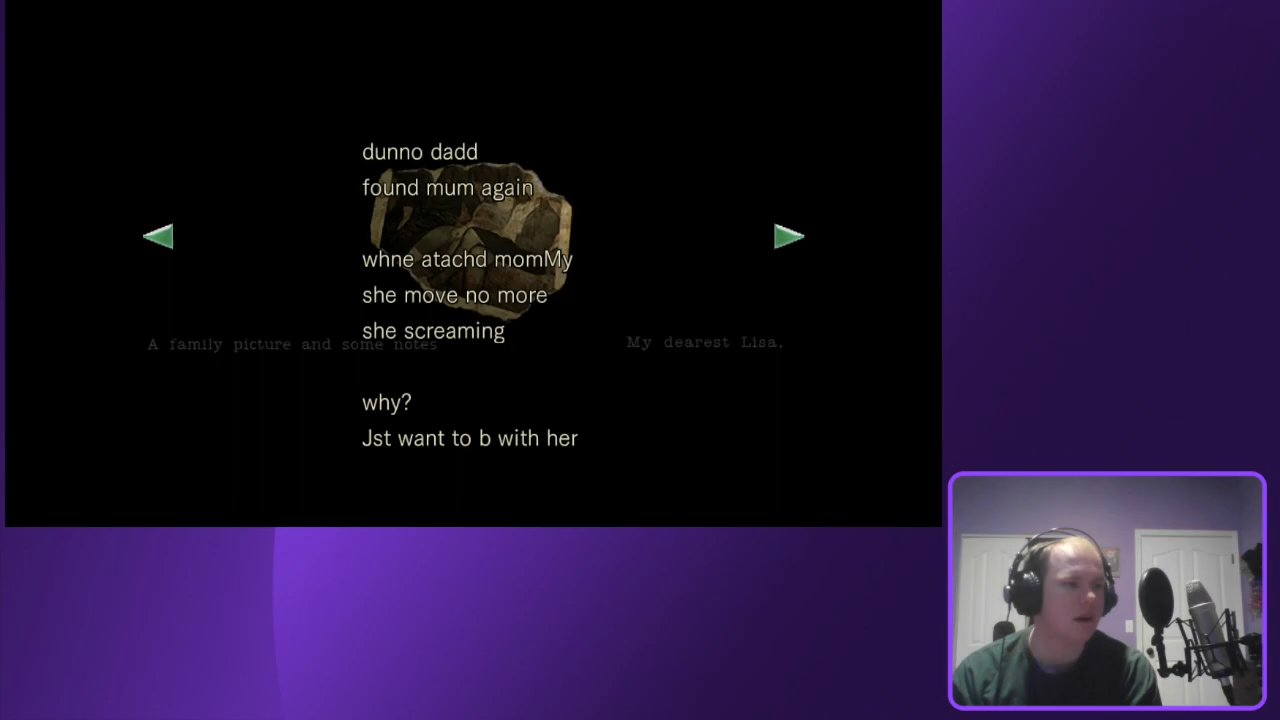 dunno dadd
found mum again
whne atachd momMy
she move no more
she screaming
A family picture and some notes
My dearest Lisa,
why?
Jst want to b with her